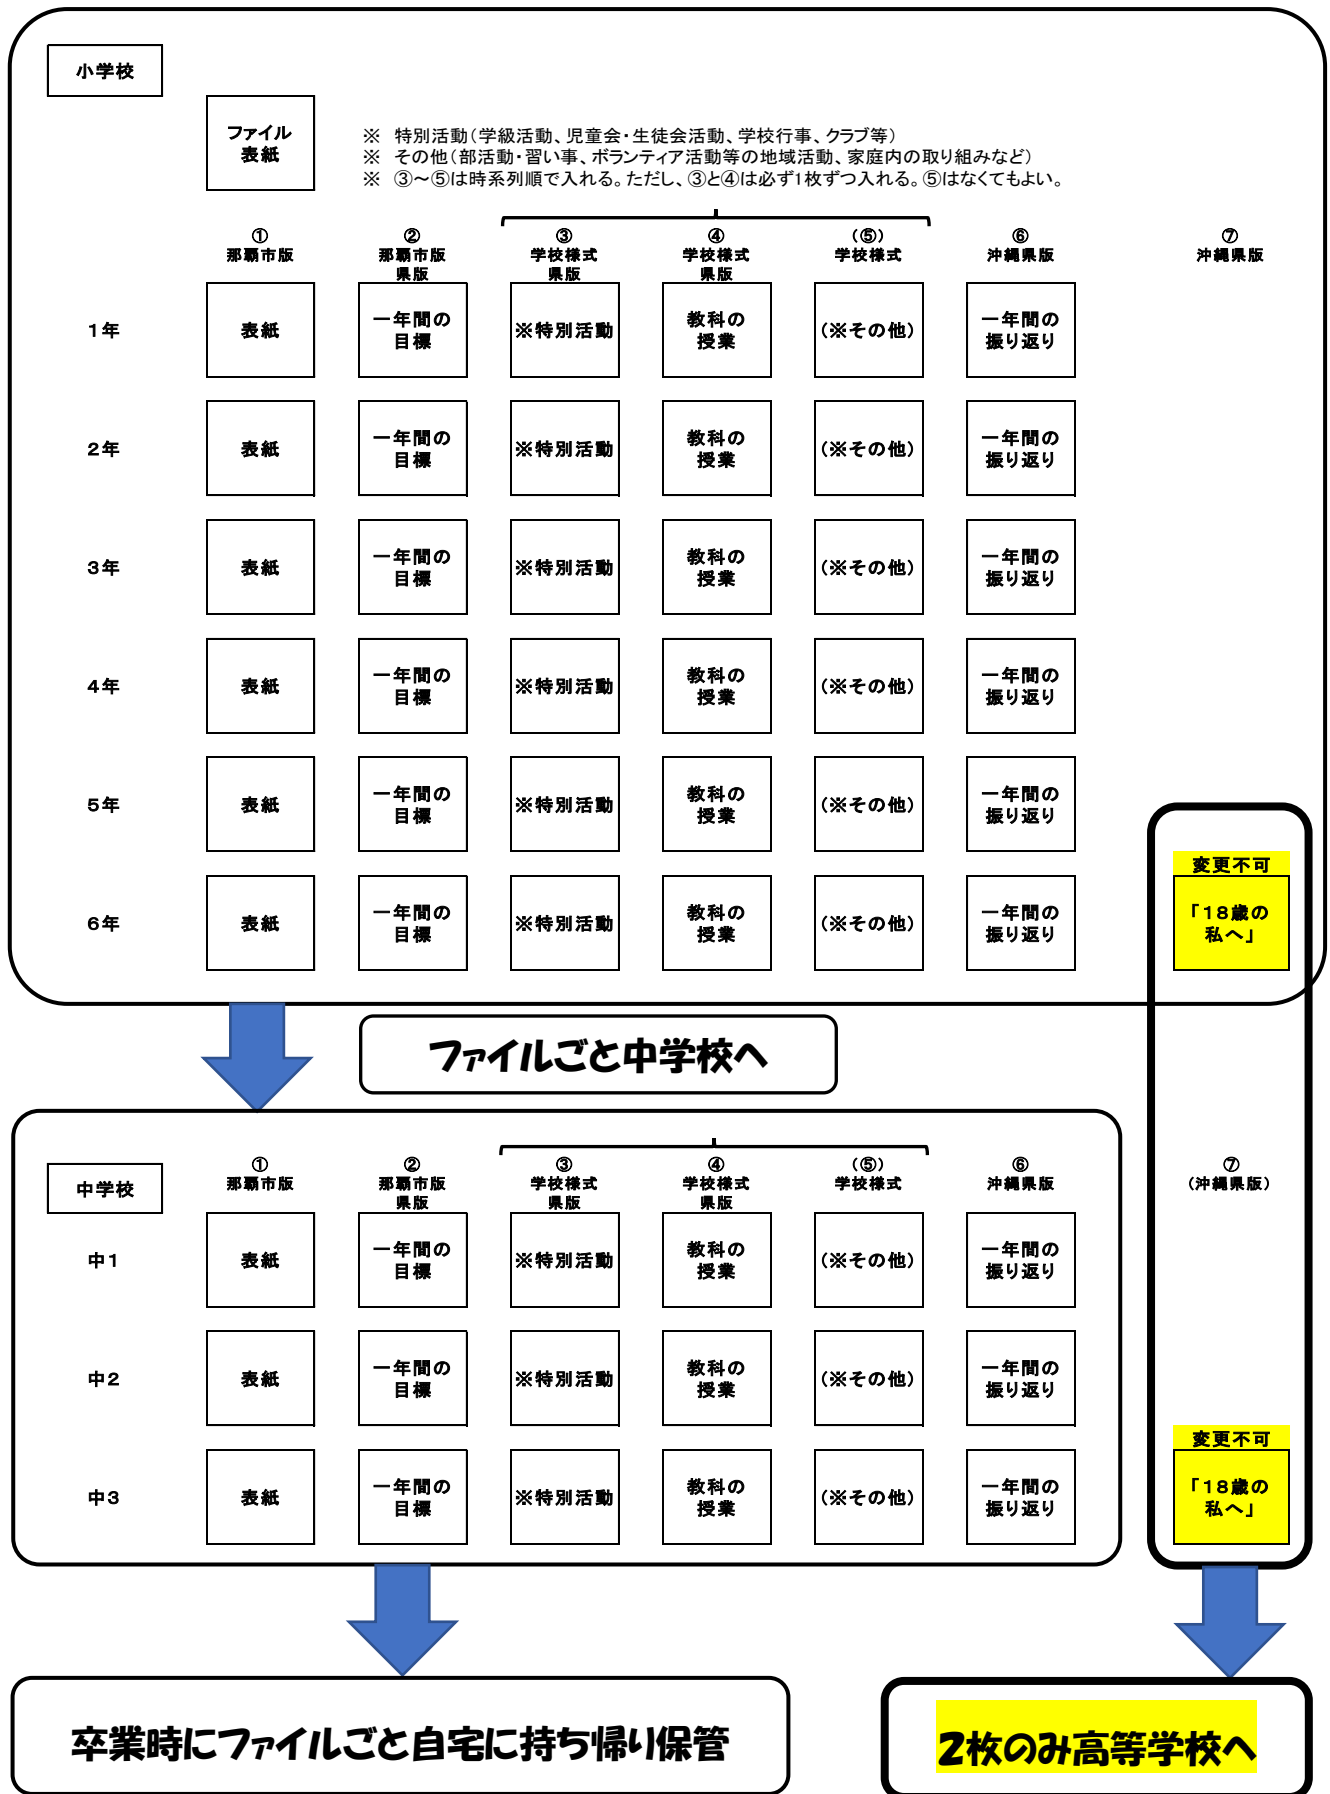 小学校
ファイル
表紙
※　特別活動（学級活動、児童会・生徒会活動、学校行事、クラブ等）
※　その他（部活動・習い事、ボランティア活動等の地域活動、家庭内の取り組みなど）
※　③～⑤は時系列順で入れる。ただし、③と④は必ず1枚ずつ入れる。⑤はなくてもよい。
① ② ③ ④ （⑤） ⑥ ⑦
那覇市版 那覇市版 学校様式 学校様式 学校様式 沖縄県版 沖縄県版
県版 県版 県版
1年 表紙 一年間の ※特別活動 教科の （※その他） 一年間の
目標 授業 振り返り
2年 表紙 一年間の ※特別活動 教科の （※その他） 一年間の
目標 授業 振り返り
3年 表紙 一年間の ※特別活動 教科の （※その他） 一年間の
目標 授業 振り返り
4年 表紙 一年間の ※特別活動 教科の （※その他） 一年間の
目標 授業 振り返り
5年 表紙 一年間の ※特別活動 教科の （※その他） 一年間の
目標 授業 振り返り
変更不可
6年 表紙 一年間の ※特別活動 教科の （※その他） 一年間の 「18歳の
目標 授業 振り返り 私へ」
ファイルごと中学校へ
① ② ③ ④ （⑤） ⑥ ⑦
中学校 那覇市版 那覇市版 学校様式 学校様式 学校様式 沖縄県版 （沖縄県版）
県版 県版 県版
中1 表紙 一年間の ※特別活動 教科の （※その他） 一年間の
目標 授業 振り返り
中2 表紙 一年間の ※特別活動 教科の （※その他） 一年間の
目標 授業 振り返り
変更不可
中3 表紙 一年間の ※特別活動 教科の （※その他） 一年間の 「18歳の
目標 授業 振り返り 私へ」
卒業時にファイルごと自宅に持ち帰り保管
2枚のみ高等学校へ